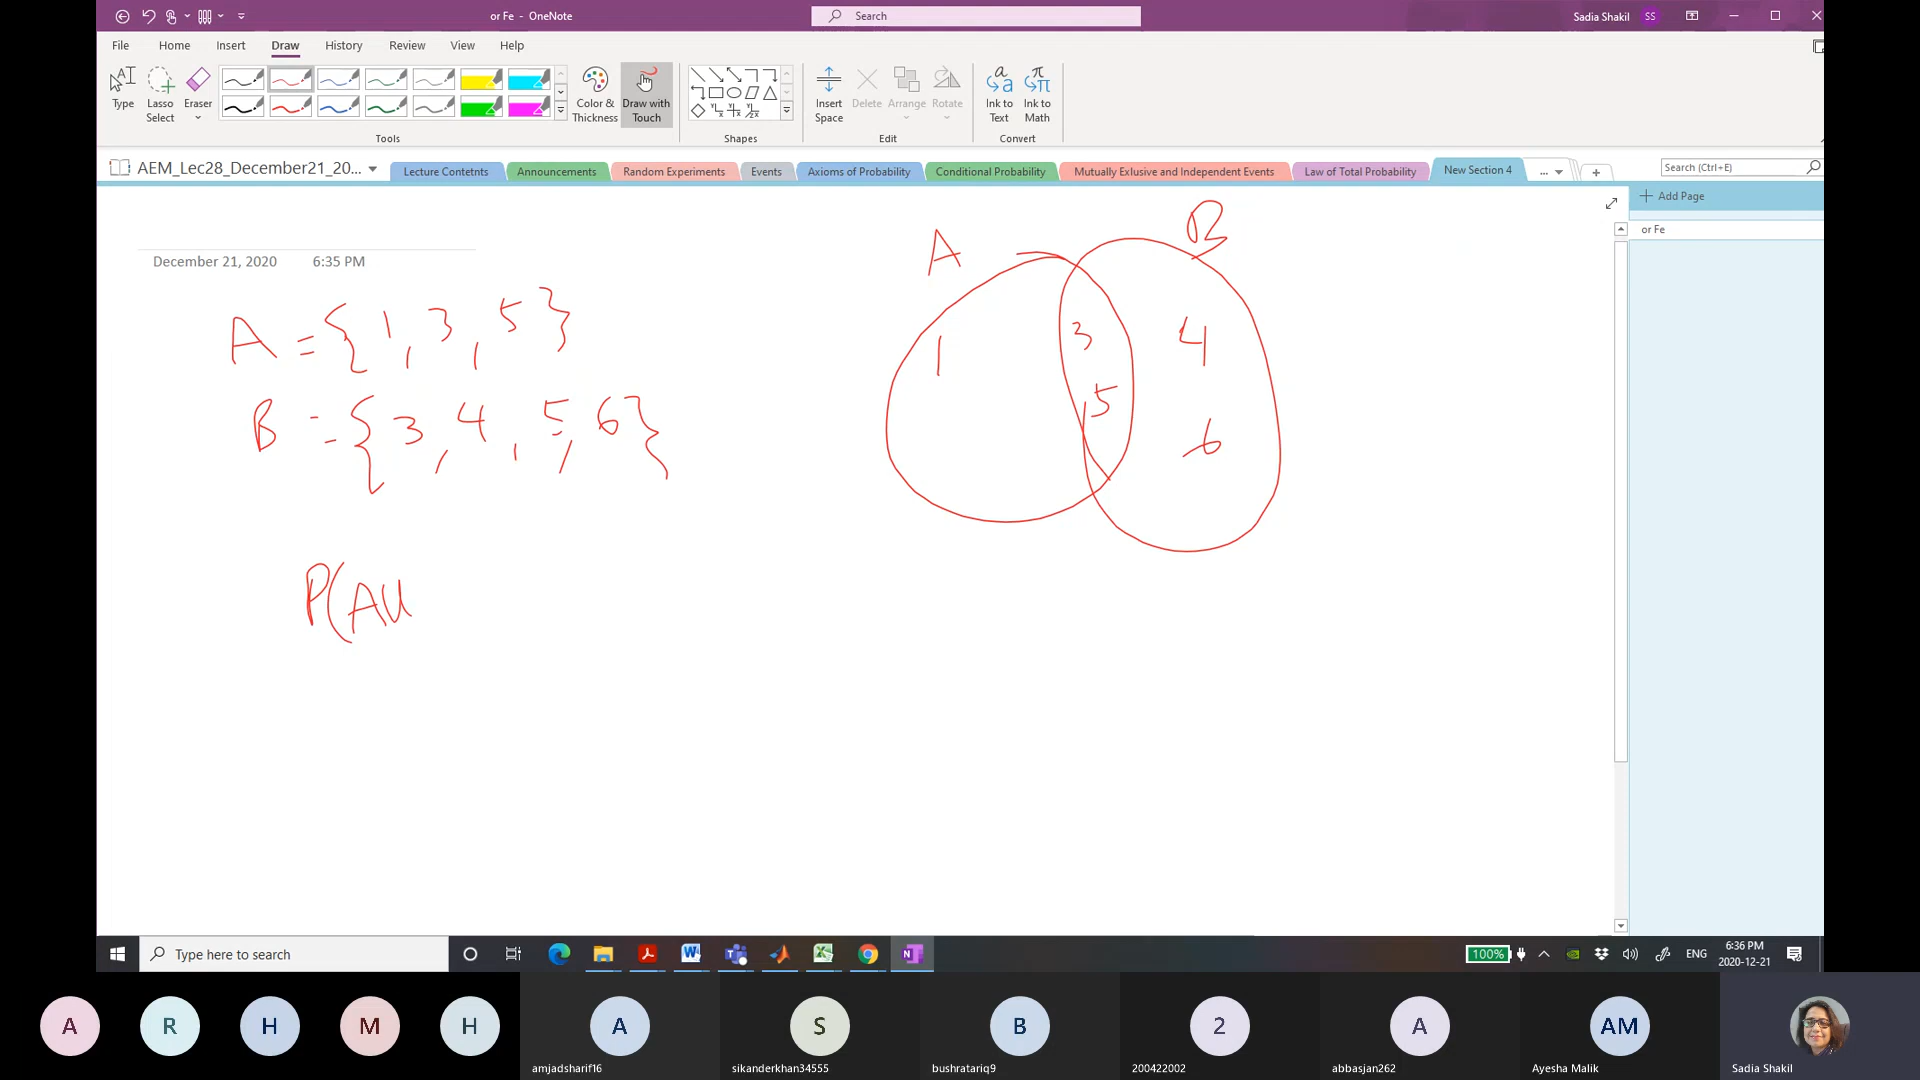 or Fe - OneNote
Search
Sadia Shakil SS
File Home Insert Draw History Review View Help
Type
Lasso Select
Eraser
Color & Thickness
Draw with Touch
Insert Space
Delete
Arrange
Rotate
Ink to Text
Ink to Math
Tools
Shapes
Edit
Convert
AEM_Lec28_December21_20...
Lecture Contetnts
Announcements
Random Experiments
Events
Axioms of Probability
Conditional Probability
Mutually Exlusive and Independent Events
Law of Total Probability
New Section 4
...
Search (Ctrl+E)
Add Page
or Fe
December 21, 2020 6:35 PM
A = {1, 3, 5}
B = {3, 4, 5, 6}
P(AU
A B
1 3 4
5 6
Type here to search
100%
ENG
6:36 PM
2020-12-21
A R H M H A S B 2 A AM
amjadsharif16 sikanderkhan34555 bushratariq9 200422002 abbasjan262 Ayesha Malik Sadia Shakil